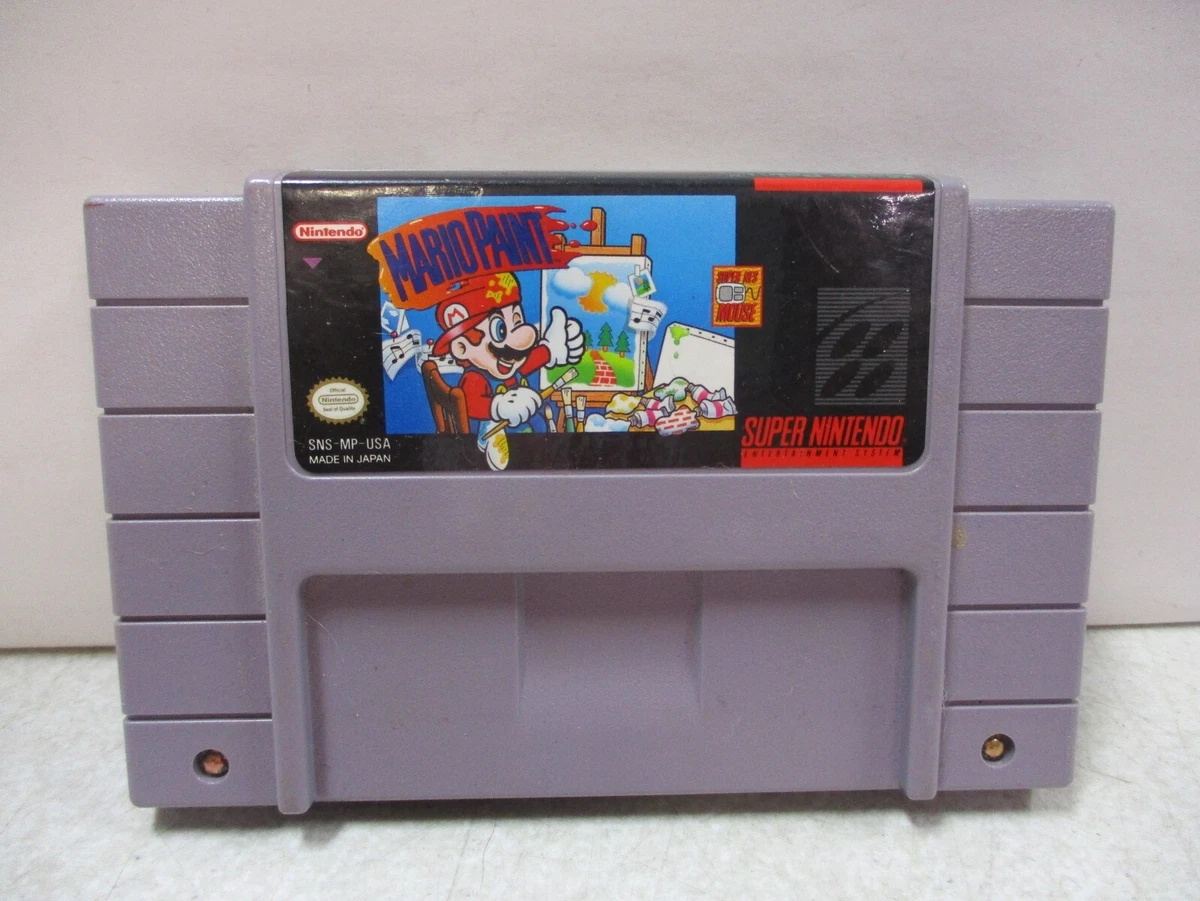 Nintendo
MARIO PAINT
M
SUPER NES
MOUSE
Official
Nintendo
Seal of Quality
SNS-MP-USA
MADE IN JAPAN
SUPER NINTENDO
ENTERTAINMENT SYSTEM